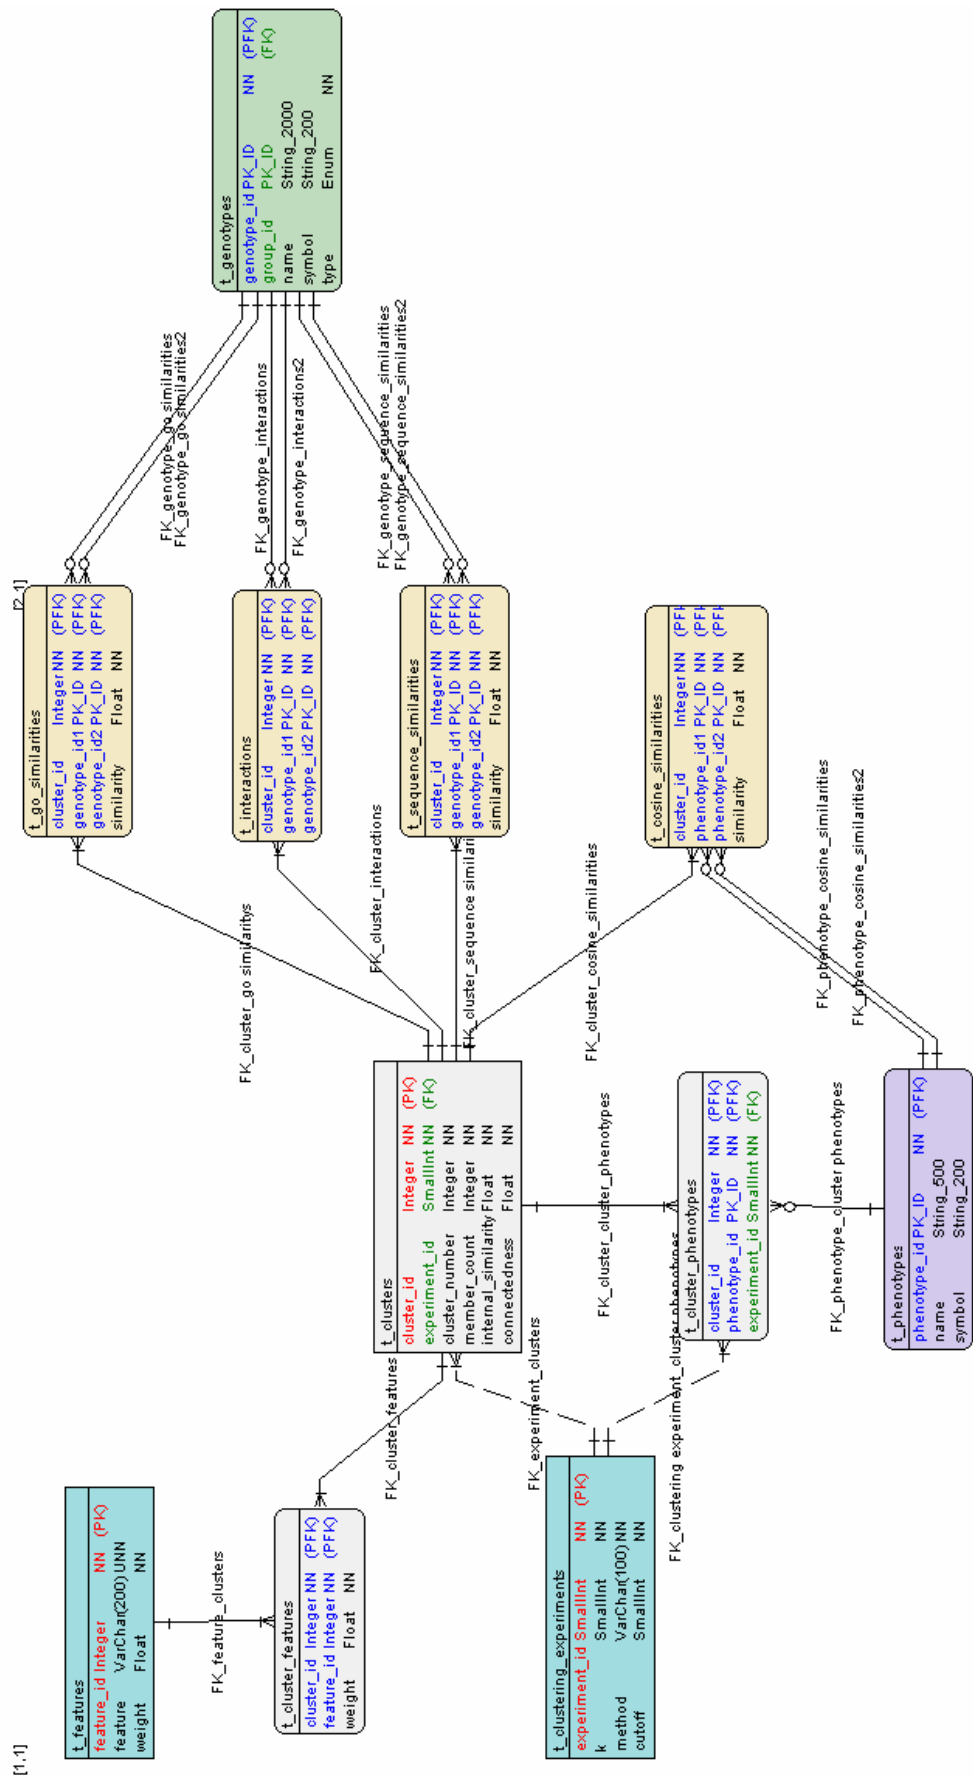 [1,1]
t_features
feature_id Integer NN (PK)
feature VarChar(200) UNN
weight Float NN
FK_feature_clusters
t_cluster_features
cluster_id Integer NN (PFK)
feature_id Integer NN (PFK)
weight Float NN
FK_cluster_features
t_clustering_experiments
experiment_id SmallInt NN (PK)
k SmallInt NN
method VarChar(100) NN
cutoff SmallInt NN
FK_experiment_clusters
FK_clustering experiment_cluster phenotypes
t_clusters
cluster_id Integer NN (PK)
experiment_id SmallInt NN (FK)
cluster_number Integer NN
member_count Integer NN
internal_similarity Float NN
connectedness Float NN
FK_cluster_cluster_phenotypes
t_cluster_phenotypes
cluster_id Integer NN (PFK)
phenotype_id PK_ID NN (PFK)
experiment_id SmallInt NN (FK)
FK_phenotype_cluster phenotypes
t_phenotypes
phenotype_id PK_ID NN (PFK)
name String_500
symbol String_200
FK_cluster_go similaritys
FK_cluster_interactions
FK_cluster_sequence similari
FK_cluster_cosine_similarities
FK_phenotype_cosine_similarities
FK_phenotype_cosine_similarities2
[2,1]
t_go_similarities
cluster_id Integer NN (PFK)
genotype_id1 PK_ID NN (PFK)
genotype_id2 PK_ID NN (PFK)
similarity Float NN
t_interactions
cluster_id Integer NN (PFK)
genotype_id1 PK_ID NN (PFK)
genotype_id2 PK_ID NN (PFK)
t_sequence_similarities
cluster_id Integer NN (PFK)
genotype_id1 PK_ID NN (PFK)
genotype_id2 PK_ID NN (PFK)
similarity Float NN
t_cosine_similarities
cluster_id Integer NN (PFK
phenotype_id1 PK_ID NN (PFK
phenotype_id2 PK_ID NN (PFK
similarity Float NN
FK_genotype_go_similarities
FK_genotype_go similarities2
FK_genotype_interactions
FK_genotype_interactions2
FK_genotype_sequence_similarities
FK_genotype_sequence_similarities2
t_genotypes
genotype_id PK_ID NN (PFK)
group_id PK_ID (FK)
name String_2000
symbol String_200
type Enum NN